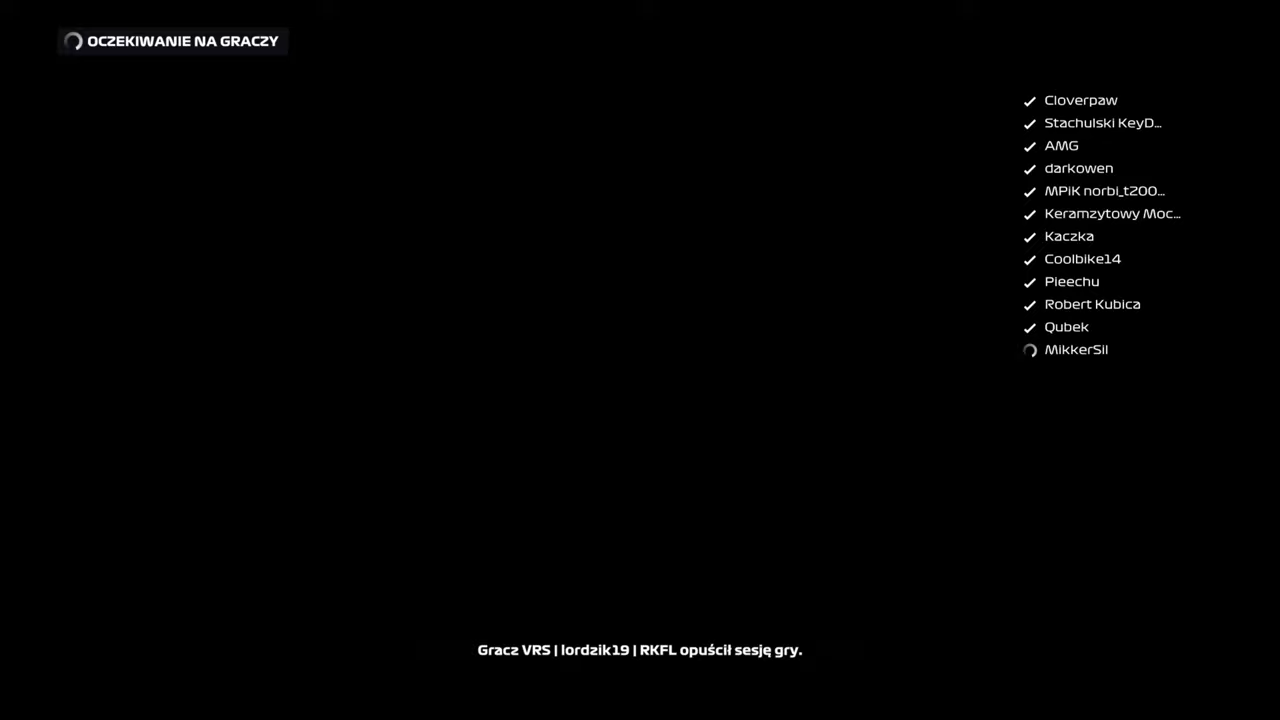 OCZEKIWANIE NA GRACZY
Cloverpaw
Stachulski KeyD...
AMG
darkowen
MPiK norbi_t200...
Keramzytowy Moc...
Kaczka
Coolbike14
Pieechu
Robert Kubica
Qubek
MikkerSil
Gracz VRS | lordzik19 | RKFL opuścił sesję gry.